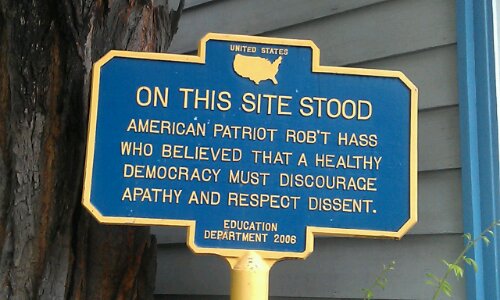 UNITED STATES
ON THIS SITE STOOD
AMERICAN PATRIOT ROB'T HASS
WHO BELIEVED THAT A HEALTHY
DEMOCRACY MUST DISCOURAGE
APATHY AND RESPECT DISSENT.
EDUCATION
DEPARTMENT 2006